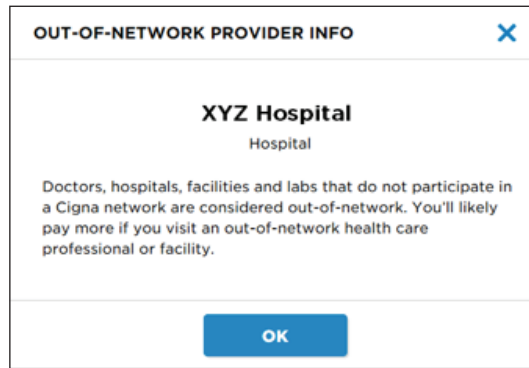 OUT-OF-NETWORK PROVIDER INFO
XYZ Hospital
Hospital
Doctors, hospitals, facilities and labs that do not participate in
a Cigna network are considered out-of-network. You'll likely
pay more if you visit an out-of-network health care
professional or facility.
OK